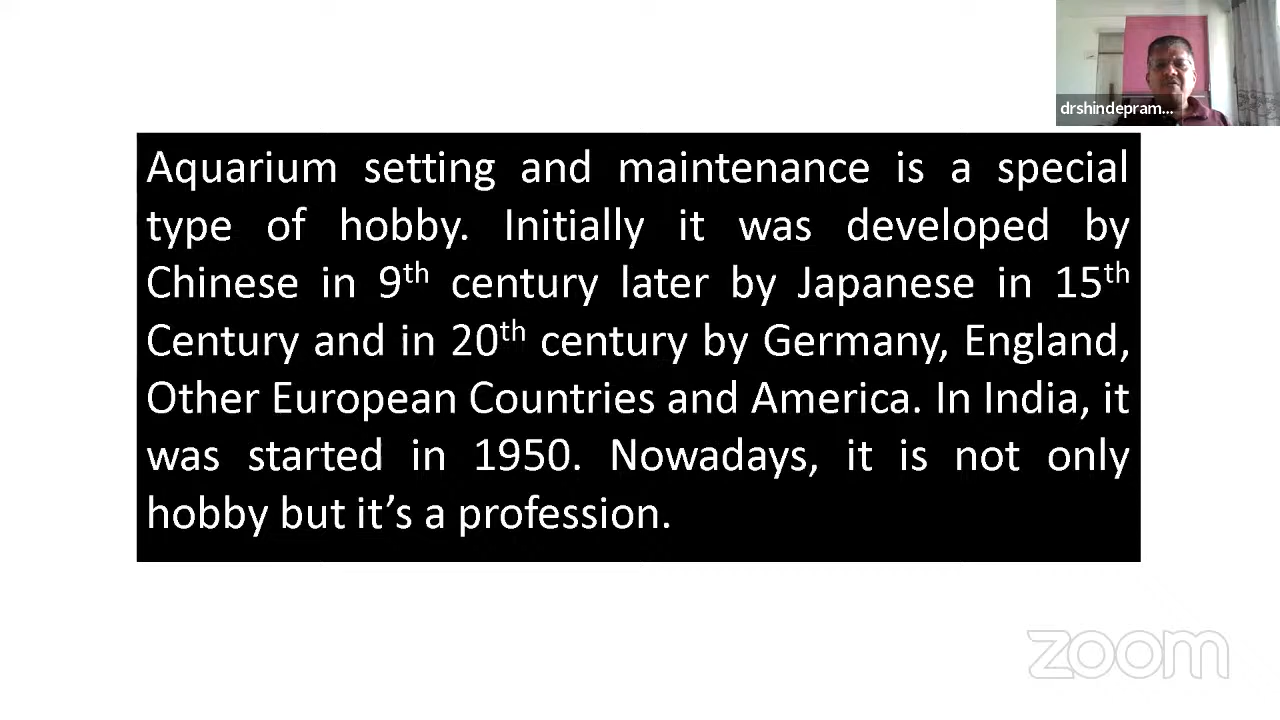 drshindepram...
Aquarium setting and maintenance is a special
type of hobby. Initially it was developed by
Chinese in 9th century later by Japanese in 15th
Century and in 20th century by Germany, England,
Other European Countries and America. In India, it
was started in 1950. Nowadays, it is not only
hobby but it’s a profession.
zoom